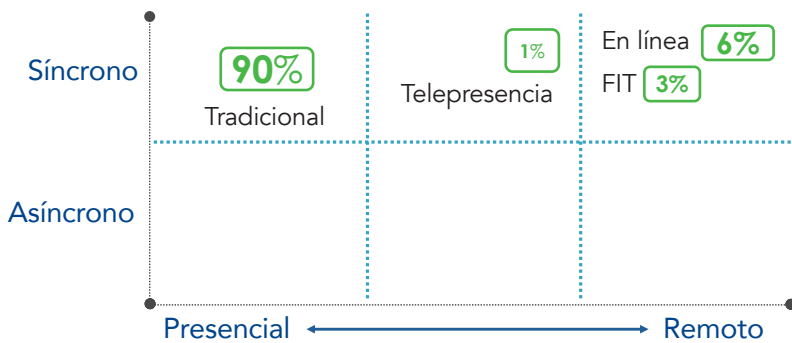 Síncrono
90%
Tradicional
1%
Telepresencia
En línea 6%
FIT 3%
Asíncrono
Presencial Remoto